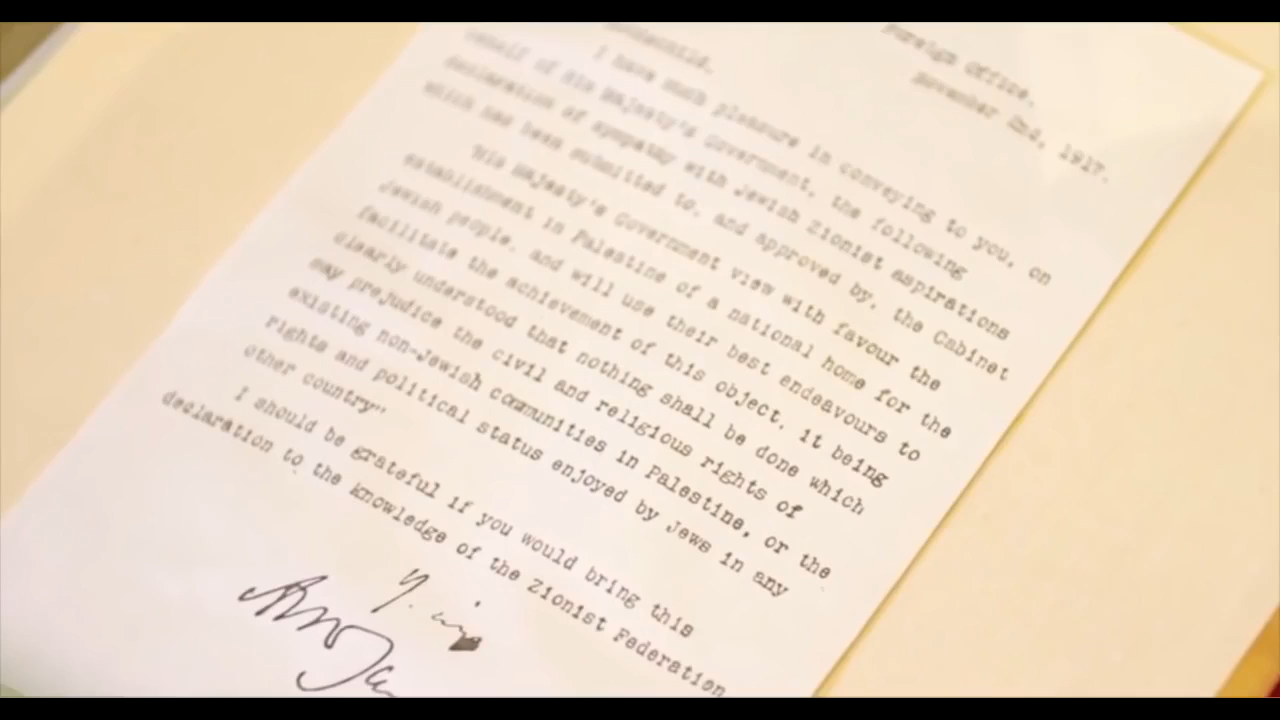 Foreign Office,
November 2nd, 1917.
Rothschild,
I have much pleasure in conveying to you, on
behalf of His Majesty's Government, the following
declaration of sympathy with Jewish Zionist aspirations
which has been submitted to, and approved by, the Cabinet
'His Majesty's Government view with favour the
establishment in Palestine of a national home for the
Jewish people, and will use their best endeavours to
facilitate the achievement of this object, it being
clearly understood that nothing shall be done which
may prejudice the civil and religious rights of
existing non-Jewish communities in Palestine, or the
rights and political status enjoyed by Jews in any
other country"
I should be grateful if you would bring this
declaration to the knowledge of the Zionist Federation